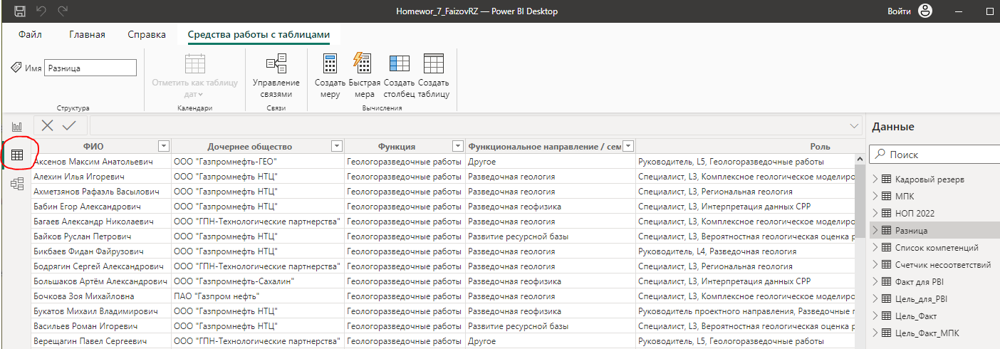 Homewor_7_FaizovRZ — Power BI Desktop
Войти
Файл Главная Справка Средства работы с таблицами
Имя Разница
Отметить как таблицу дат
Управление связями
Создать меру
Быстрая мера
Создать столбец
Создать таблицу
Структура Календари Связи Вычисления
Данные
Поиск
ФИО Дочернее общество Функция Функциональное направление / сем Роль
Аксенов Максим Анатольевич ООО "Газпромнефть-ГЕО" Геологоразведочные работы Другое Руководитель, L5, Геологоразведочные работы
Алехин Илья Игоревич ООО "Газпромнефть НТЦ" Геологоразведочные работы Разведочная геология Специалист, L3, Комплексное геологическое моделиро
Ахметзянов Рафаэль Васылович ООО "Газпромнефть НТЦ" Геологоразведочные работы Разведочная геология Специалист, L3, Региональная геология
Бабин Егор Александрович ООО "Газпромнефть НТЦ" Геологоразведочные работы Разведочная геофизика Специалист, L3, Интерпретация данных СРР
Багаев Александр Николаевич ООО "ГПН-Технологические партнерства" Геологоразведочные работы Разведочная геология Специалист, L3, Комплексное геологическое моделиро
Байков Руслан Петрович ООО "Газпромнефть НТЦ" Геологоразведочные работы Развитие ресурсной базы Специалист, L3, Вероятностная геологическая оценка р
Бикбаев Фидан Файрузович ООО "Газпромнефть НТЦ" Геологоразведочные работы Разведочная геология Руководитель, L4, Разведочная геология
Бодрягин Сергей Александрович ООО "ГПН-Технологические партнерства" Геологоразведочные работы Разведочная геология Специалист, L3, Региональная геология
Большаков Артём Александрович ООО "Газпромнефть-Сахалин" Геологоразведочные работы Разведочная геофизика Специалист, L3, Интерпретация данных СРР
Бочкова Зоя Михайловна ПАО "Газпром нефть" Геологоразведочные работы Разведочная геология Специалист, L3, Комплексное геологическое моделиро
Букатов Михаил Владимирович ООО "Газпромнефть НТЦ" Геологоразведочные работы Разведочная геофизика Руководитель проектного направления, Разведочные г
Васильев Роман Игоревич ООО "Газпромнефть НТЦ" Геологоразведочные работы Развитие ресурсной базы Специалист, L3, Вероятностная геологическая оценка р
Верещагин Павел Сергеевич ООО "ГПН-Технологические партнерства" Геологоразведочные работы Другое Руководитель, L5, Геологоразведочные работы
Кадровый резерв
МПК
НОП 2022
Разница
Список компетенций
Счетчик несоответствий
Факт для PBI
Цель_для_PBI
Цель_Факт
Цель_Факт_МПК